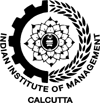 INDIAN INSTITUTE OF MANAGEMENT
CALCUTTA